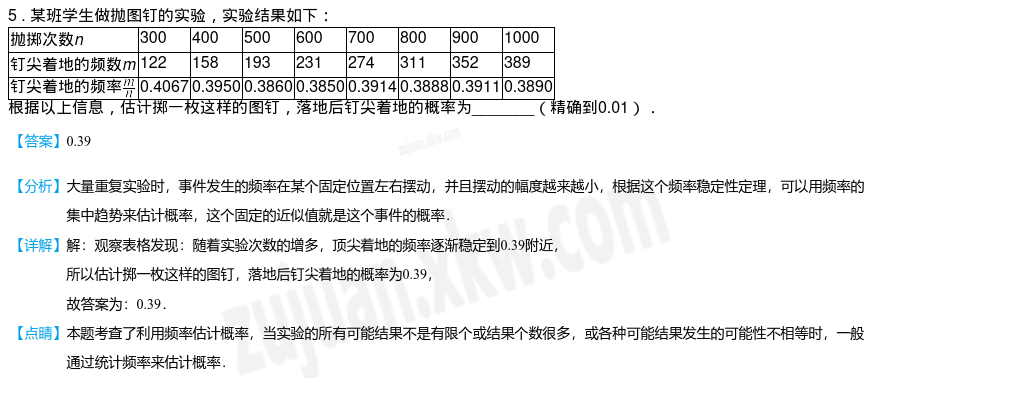 5．某班学生做抛图钉的实验，实验结果如下：
抛掷次数n 300 400 500 600 700 800 900 1000
钉尖着地的频数m 122 158 193 231 274 311 352 389
钉尖着地的频率m/n 0.4067 0.3950 0.3860 0.3850 0.3914 0.3888 0.3911 0.3890
根据以上信息，估计掷一枚这样的图钉，落地后钉尖着地的概率为________（精确到0.01）．
【答案】0.39
【分析】大量重复实验时，事件发生的频率在某个固定位置左右摆动，并且摆动的幅度越来越小，根据这个频率稳定性定理，可以用频率的
集中趋势来估计概率，这个固定的近似值就是这个事件的概率．
【详解】解：观察表格发现：随着实验次数的增多，顶尖着地的频率逐渐稳定到0.39附近，
所以估计掷一枚这样的图钉，落地后钉尖着地的概率为0.39，
故答案为：0.39．
【点睛】本题考查了利用频率估计概率，当实验的所有可能结果不是有限个或结果个数很多，或各种可能结果发生的可能性不相等时，一般
通过统计频率来估计概率．
zujuan.xkw.com
zujuan.xkw.com